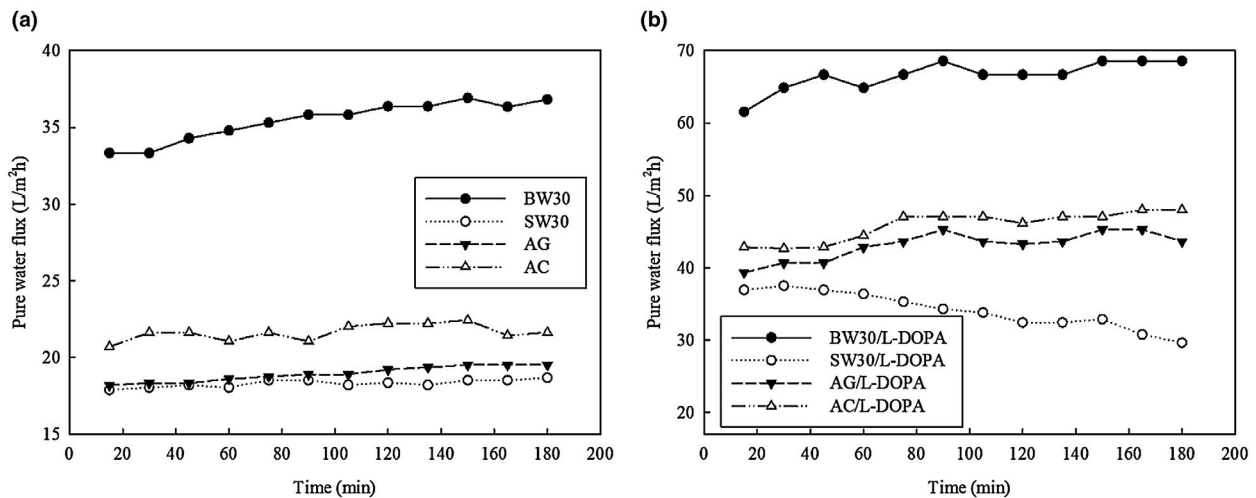 (a)
40
35
30
25
20
15
Pure water flux (L/m²h)
0 20 40 60 80 100 120 140 160 180 200
Time (min)
BW30
SW30
AG
AC
(b)
70
60
50
40
30
20
Pure water flux (L/m²h)
0 20 40 60 80 100 120 140 160 180 200
Time (min)
BW30/L-DOPA
SW30/L-DOPA
AG/L-DOPA
AC/L-DOPA